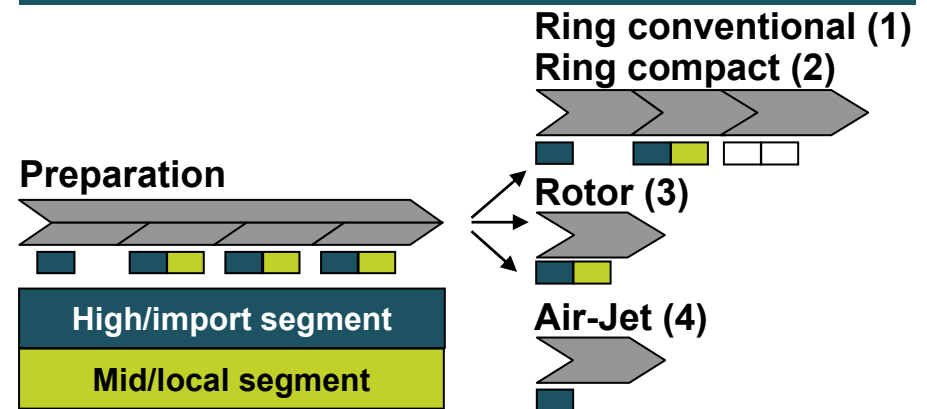 Ring conventional (1)
Ring compact (2)
Preparation
Rotor (3)
High/import segment
Air-Jet (4)
Mid/local segment